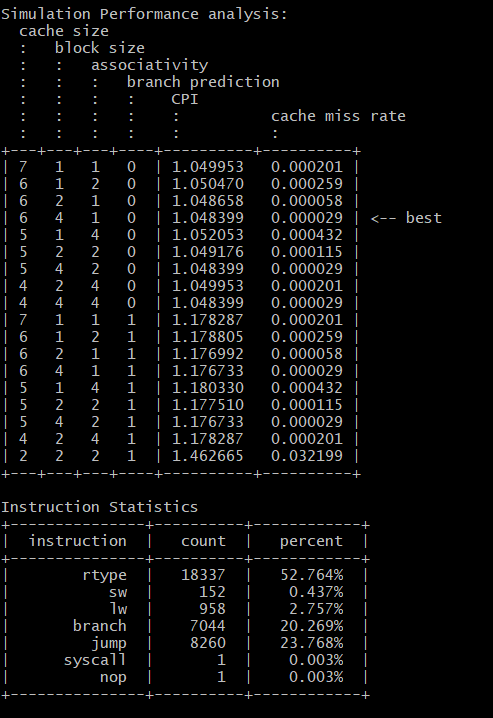 Simulation Performance analysis:
  cache size
  :   block size
  :   :   associativity
  :   :   :   branch prediction
  :   :   :   :    CPI
  :   :   :   :    :          cache miss rate
  :   :   :   :    :          :
+---+---+---+----+----------+----------+
| 7   1   1   0  | 1.049953   0.000201 |
| 6   1   2   0  | 1.050470   0.000259 |
| 6   2   1   0  | 1.048658   0.000058 |
| 6   4   1   0  | 1.048399   0.000029 | <-- best
| 5   1   4   0  | 1.052053   0.000432 |
| 5   2   2   0  | 1.049176   0.000115 |
| 5   4   2   0  | 1.048399   0.000029 |
| 4   2   4   0  | 1.049953   0.000201 |
| 4   4   4   0  | 1.048399   0.000029 |
| 7   1   1   1  | 1.178287   0.000201 |
| 6   1   2   1  | 1.178805   0.000259 |
| 6   2   1   1  | 1.176992   0.000058 |
| 6   4   1   1  | 1.176733   0.000029 |
| 5   1   4   1  | 1.180330   0.000432 |
| 5   2   2   1  | 1.177510   0.000115 |
| 5   4   2   1  | 1.176733   0.000029 |
| 4   2   4   1  | 1.178287   0.000201 |
| 2   2   2   1  | 1.462665   0.032199 |
+---+---+---+----+----------+----------+

Instruction Statistics
+---------------+----------+------------+
|  instruction  |   count  |   percent  |
+---------------+----------+------------+
|        rtype  |   18337  |   52.764%  |
|           sw  |     152  |    0.437%  |
|           lw  |     958  |    2.757%  |
|       branch  |    7044  |   20.269%  |
|         jump  |    8260  |   23.768%  |
|      syscall  |       1  |    0.003%  |
|          nop  |       1  |    0.003%  |
+---------------+----------+------------+